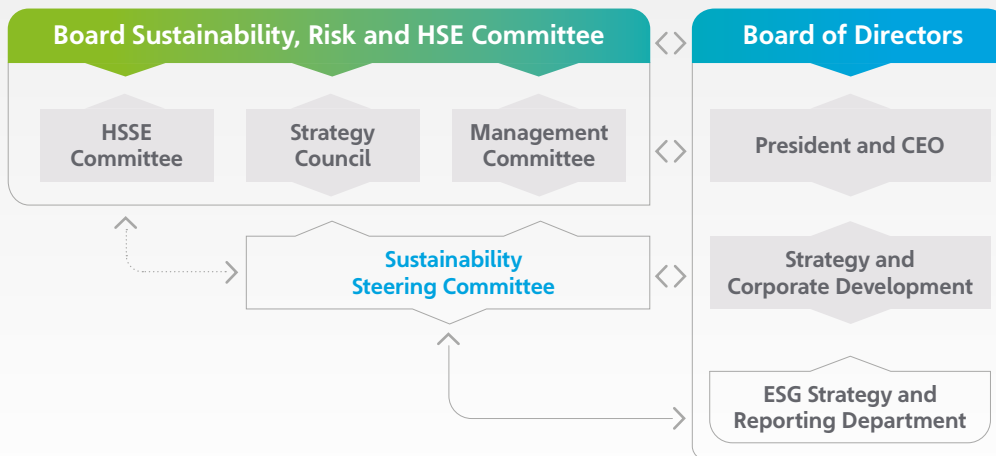 Board Sustainability, Risk and HSE Committee
Board of Directors
HSSE
Committee
Strategy
Council
Management
Committee
President and CEO
Sustainability
Steering Committee
Strategy and
Corporate Development
ESG Strategy and
Reporting Department